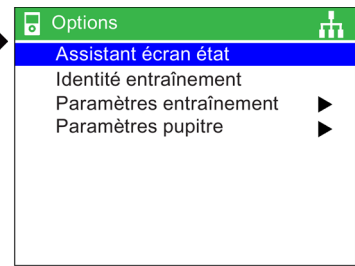 Options
Assistant écran état
Identité entraînement
Paramètres entraînement
Paramètres pupitre